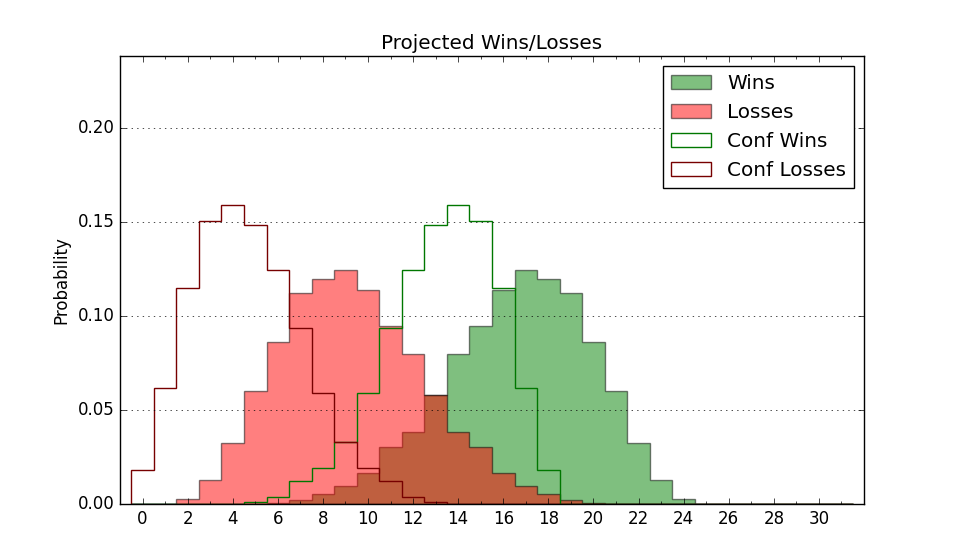 Projected Wins/Losses
Wins
Losses
Conf Wins
Conf Losses
Probability
0.20
0.15
0.10
0.05
0.00
0 2 4 6 8 10 12 14 16 18 20 22 24 26 28 30